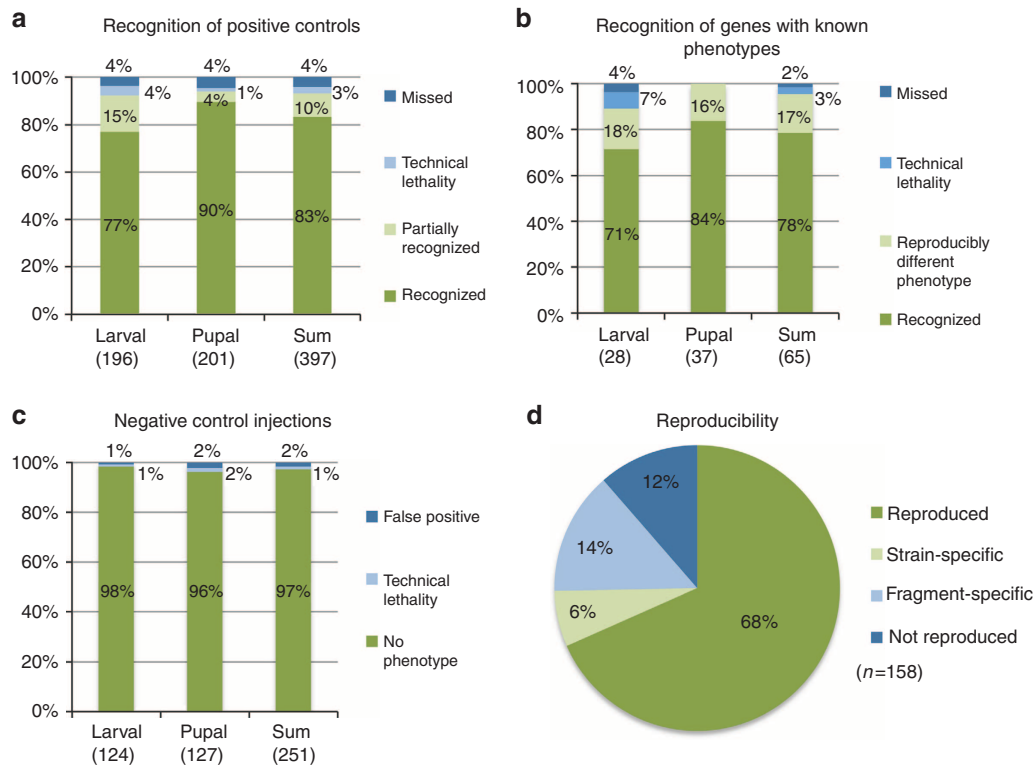 a
Recognition of positive controls
4% 4% 4%
100%
80%
60%
40%
20%
0%
4% 1% 3%
15% 4% 10%
77% 90% 83%
Larval Pupal Sum
(196) (201) (397)
Missed
Technical
lethality
Partially
recognized
Recognized
b
Recognition of genes with known
phenotypes
4% 2%
100%
80%
60%
40%
20%
0%
7% 3%
18% 16% 17%
71% 84% 78%
Larval Pupal Sum
(28) (37) (65)
Missed
Technical
lethality
Reproducibly
different
phenotype
Recognized
c
Negative control injections
1% 2% 2%
100%
80%
60%
40%
20%
0%
1% 2% 1%
98% 96% 97%
Larval Pupal Sum
(124) (127) (251)
False positive
Technical
lethality
No
phenotype
d
Reproducibility
12%
14%
6%
68%
Reproduced
Strain-specific
Fragment-specific
Not reproduced
(n=158)